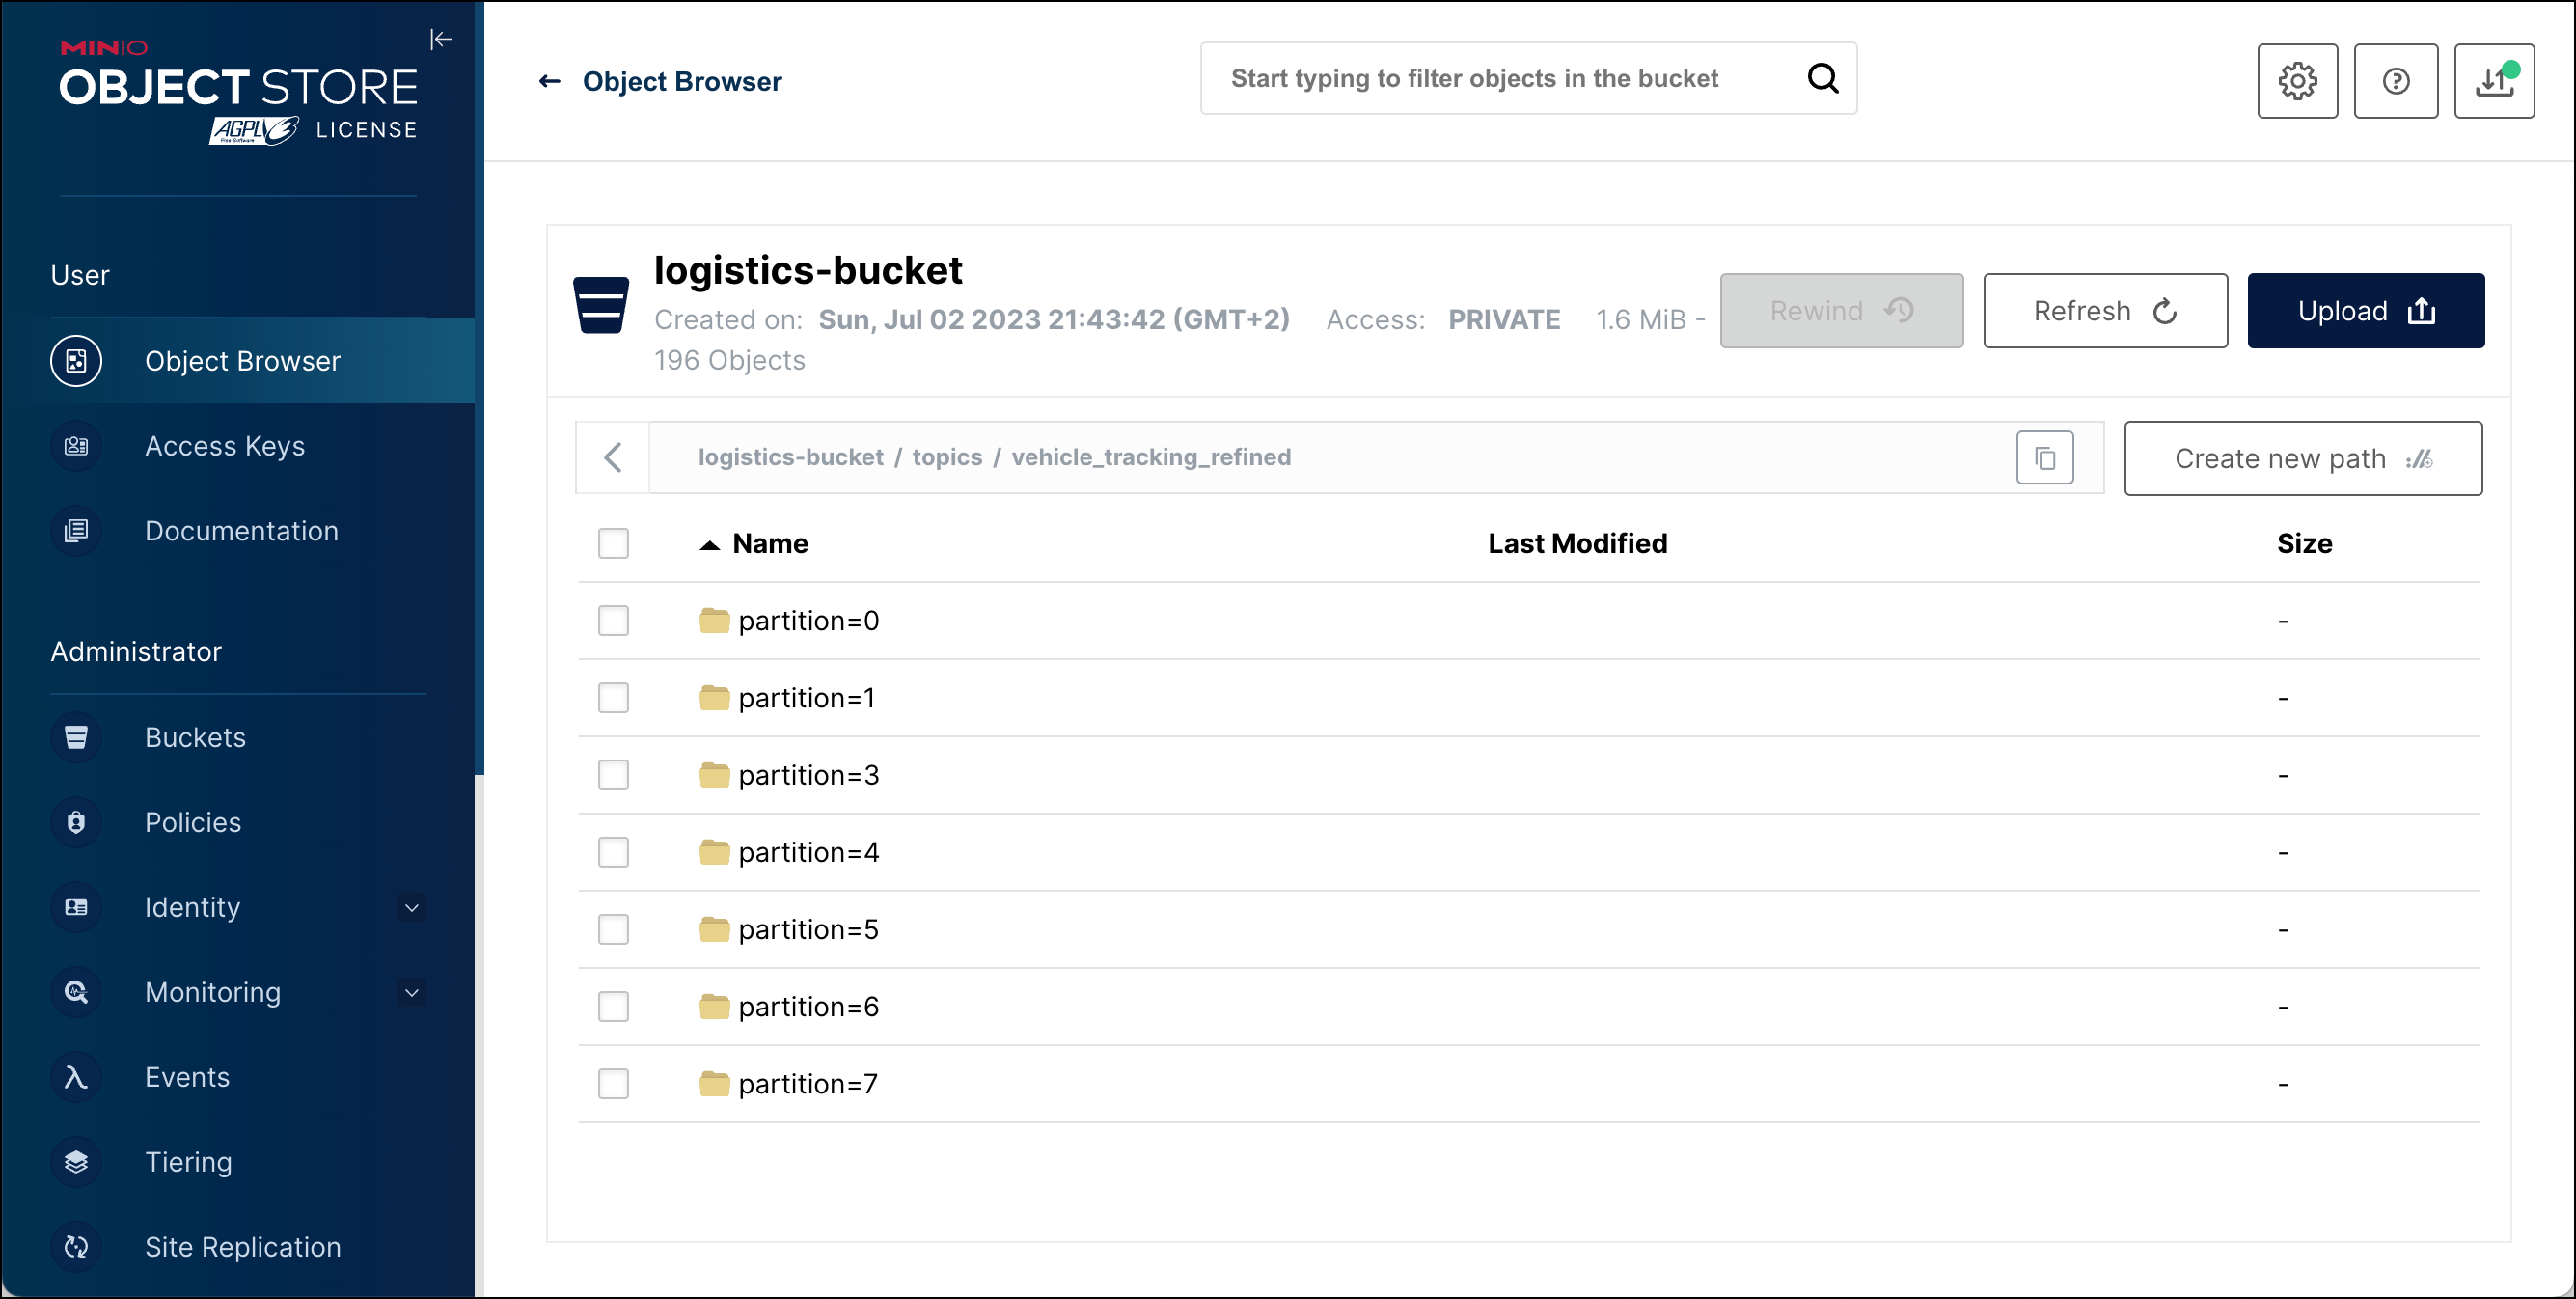 MINIO
OBJECT STORE
AGPL V3 Free Software LICENSE
User
Object Browser
Access Keys
Documentation
Administrator
Buckets
Policies
Identity
Monitoring
Events
Tiering
Site Replication
Object Browser
Start typing to filter objects in the bucket
logistics-bucket
Created on: Sun, Jul 02 2023 21:43:42 (GMT+2) Access: PRIVATE 1.6 MiB -
196 Objects
Rewind
Refresh
Upload
logistics-bucket / topics / vehicle_tracking_refined
Create new path
Name Last Modified Size
partition=0 -
partition=1 -
partition=3 -
partition=4 -
partition=5 -
partition=6 -
partition=7 -